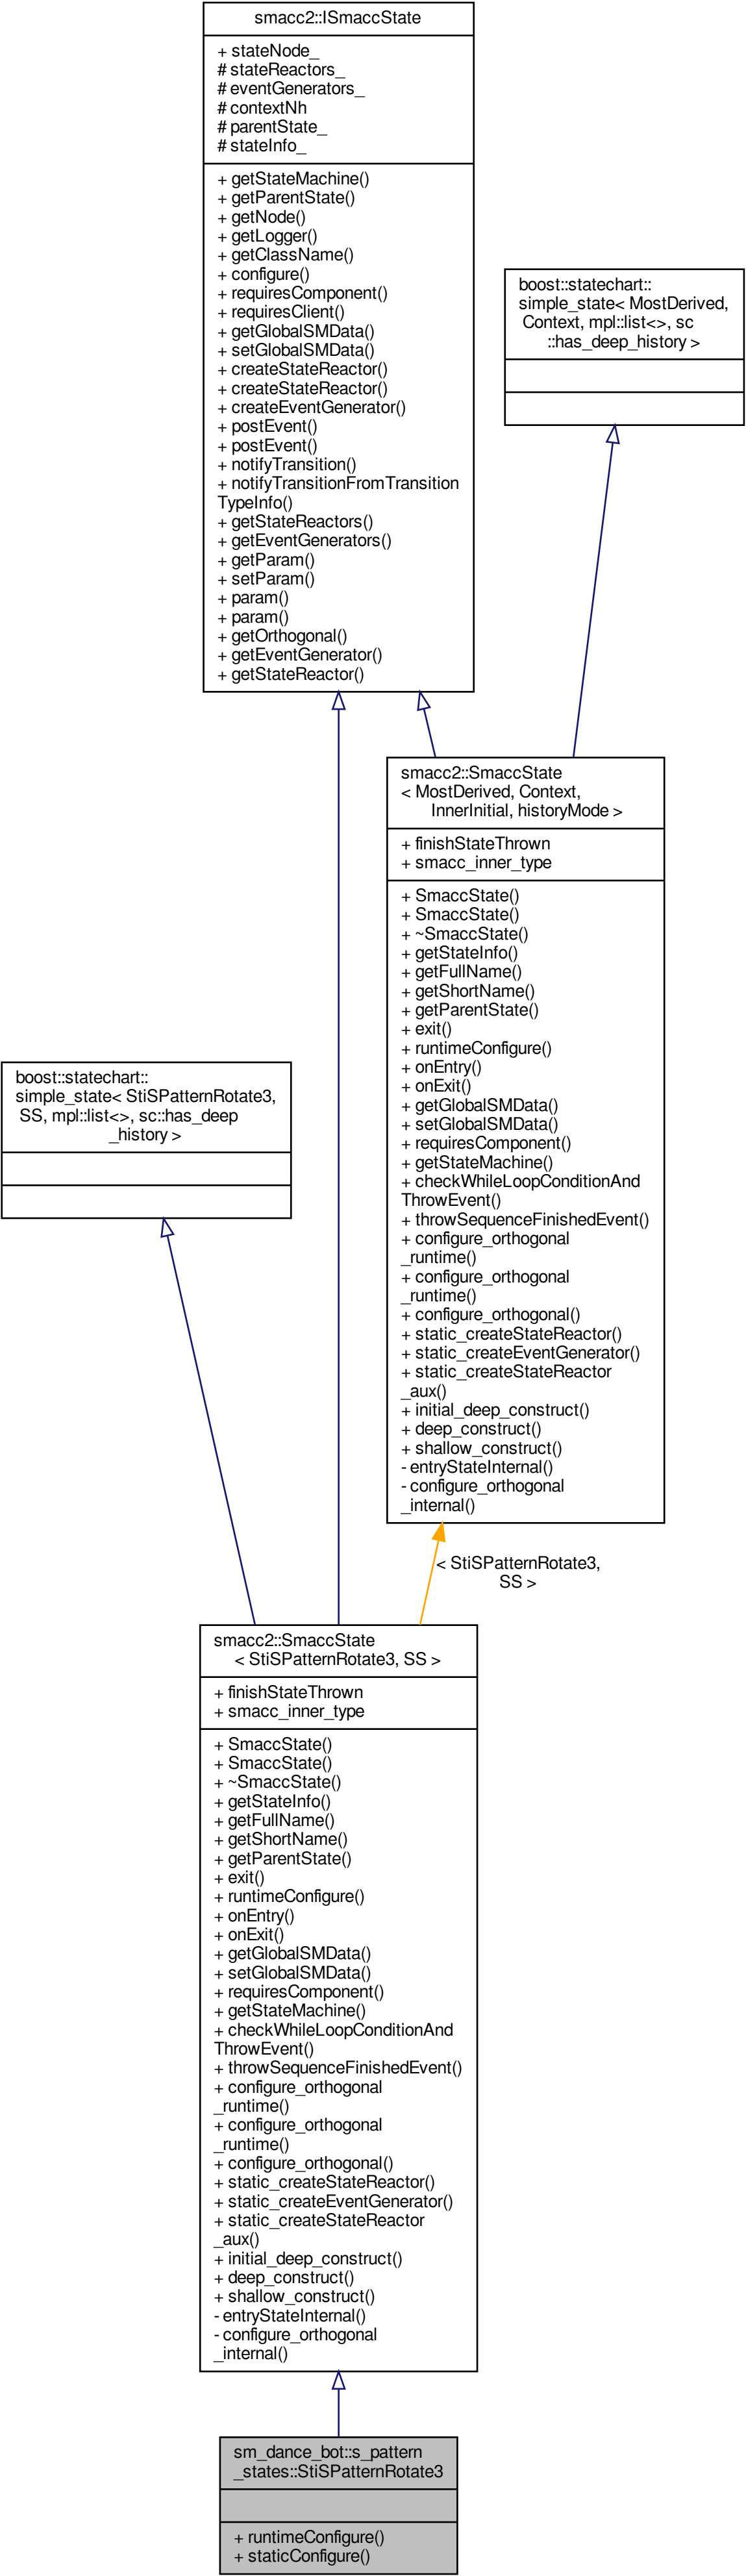 smacc2::ISmaccState
+ stateNode_
# stateReactors_
# eventGenerators_
# contextNh
# parentState_
# stateInfo_
+ getStateMachine()
+ getParentState()
+ getNode()
+ getLogger()
+ getClassName()
+ configure()
+ requiresComponent()
+ requiresClient()
+ getGlobalSMData()
+ setGlobalSMData()
+ createStateReactor()
+ createStateReactor()
+ createEventGenerator()
+ postEvent()
+ postEvent()
+ notifyTransition()
+ notifyTransitionFromTransition
TypeInfo()
+ getStateReactors()
+ getEventGenerators()
+ getParam()
+ setParam()
+ param()
+ param()
+ getOrthogonal()
+ getEventGenerator()
+ getStateReactor()
boost::statechart::
simple_state< MostDerived,
Context, mpl::list<>, sc
::has_deep_history >
smacc2::SmaccState
< MostDerived, Context,
InnerInitial, historyMode >
+ finishStateThrown
+ smacc_inner_type
+ SmaccState()
+ SmaccState()
+ ~SmaccState()
+ getStateInfo()
+ getFullName()
+ getShortName()
+ getParentState()
+ exit()
+ runtimeConfigure()
+ onEntry()
+ onExit()
+ getGlobalSMData()
+ setGlobalSMData()
+ requiresComponent()
+ getStateMachine()
+ checkWhileLoopConditionAnd
ThrowEvent()
+ throwSequenceFinishedEvent()
+ configure_orthogonal
_runtime()
+ configure_orthogonal
_runtime()
+ configure_orthogonal()
+ static_createStateReactor()
+ static_createEventGenerator()
+ static_createStateReactor
_aux()
+ initial_deep_construct()
+ deep_construct()
+ shallow_construct()
- entryStateInternal()
- configure_orthogonal
_internal()
boost::statechart::
simple_state< StiSPatternRotate3,
SS, mpl::list<>, sc::has_deep
_history >
< StiSPatternRotate3,
SS >
smacc2::SmaccState
< StiSPatternRotate3, SS >
+ finishStateThrown
+ smacc_inner_type
+ SmaccState()
+ SmaccState()
+ ~SmaccState()
+ getStateInfo()
+ getFullName()
+ getShortName()
+ getParentState()
+ exit()
+ runtimeConfigure()
+ onEntry()
+ onExit()
+ getGlobalSMData()
+ setGlobalSMData()
+ requiresComponent()
+ getStateMachine()
+ checkWhileLoopConditionAnd
ThrowEvent()
+ throwSequenceFinishedEvent()
+ configure_orthogonal
_runtime()
+ configure_orthogonal
_runtime()
+ configure_orthogonal()
+ static_createStateReactor()
+ static_createEventGenerator()
+ static_createStateReactor
_aux()
+ initial_deep_construct()
+ deep_construct()
+ shallow_construct()
- entryStateInternal()
- configure_orthogonal
_internal()
sm_dance_bot::s_pattern
_states::StiSPatternRotate3
+ runtimeConfigure()
+ staticConfigure()